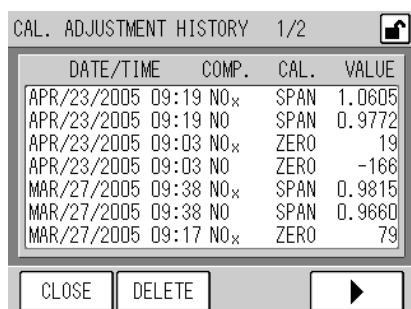 CAL. ADJUSTMENT HISTORY 1/2
DATE/TIME COMP. CAL. VALUE
APR/23/2005 09:19 NOx SPAN 1.0605
APR/23/2005 09:19 NO SPAN 0.9772
APR/23/2005 09:03 NOx ZERO 19
APR/23/2005 09:03 NO ZERO -166
MAR/27/2005 09:38 NOx SPAN 0.9815
MAR/27/2005 09:38 NO SPAN 0.9660
MAR/27/2005 09:17 NOx ZERO 79
CLOSE DELETE